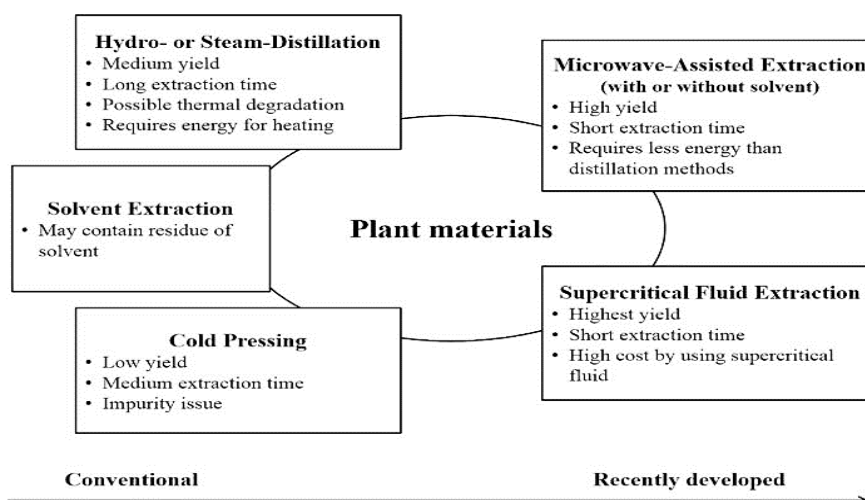 Hydro- or Steam-Distillation
• Medium yield
• Long extraction time
• Possible thermal degradation
• Requires energy for heating
Microwave-Assisted Extraction
(with or without solvent)
• High yield
• Short extraction time
• Requires less energy than
distillation methods
Solvent Extraction
• May contain residue of
solvent
Plant materials
Cold Pressing
• Low yield
• Medium extraction time
• Impurity issue
Supercritical Fluid Extraction
• Highest yield
• Short extraction time
• High cost by using supercritical
fluid
Conventional
Recently developed